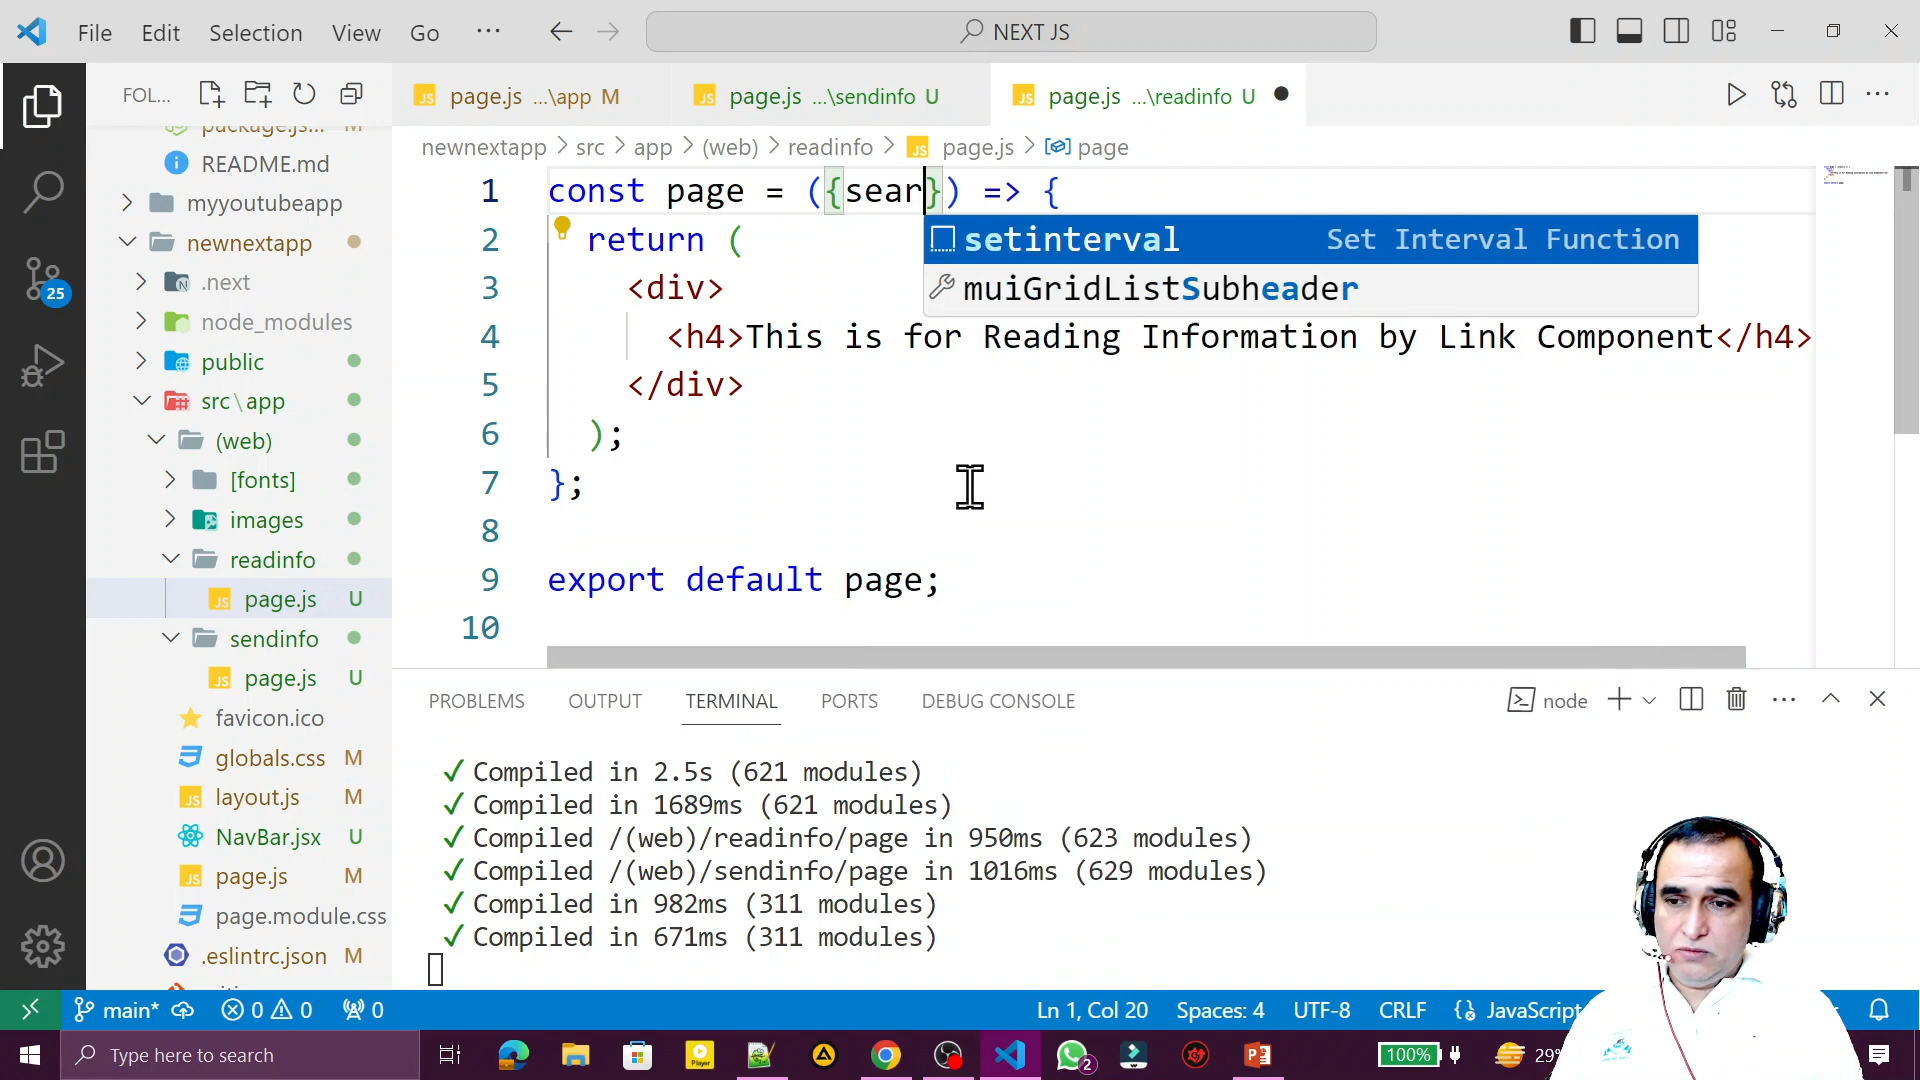 File Edit Selection View Go ··· NEXT JS
FOL...
page.js ...\app M
page.js ...\sendinfo U
page.js ...\readinfo U
newnextapp > src > app > (web) > readinfo > page.js > page
package.js... M
README.md
myyoutubeapp
newnextapp
.next
node_modules
public
src\app
(web)
[fonts]
images
readinfo
page.js U
sendinfo
page.js U
favicon.ico
globals.css M
layout.js M
NavBar.jsx U
page.js M
page.module.css
.eslintrc.json M
25
1 const page = ({sear}) => {
2 return (
3 <div>
4 <h4>This is for Reading Information by Link Component</h4>
5 </div>
6 );
7 };
8
9 export default page;
10
setinterval Set Interval Function
muiGridListSubheader
PROBLEMS OUTPUT TERMINAL PORTS DEBUG CONSOLE node
✓ Compiled in 2.5s (621 modules)
✓ Compiled in 1689ms (621 modules)
✓ Compiled /(web)/readinfo/page in 950ms (623 modules)
✓ Compiled /(web)/sendinfo/page in 1016ms (629 modules)
✓ Compiled in 982ms (311 modules)
✓ Compiled in 671ms (311 modules)
main* 0 0 0 Ln 1, Col 20 Spaces: 4 UTF-8 CRLF {} JavaScript
Type here to search 2 100% 29°